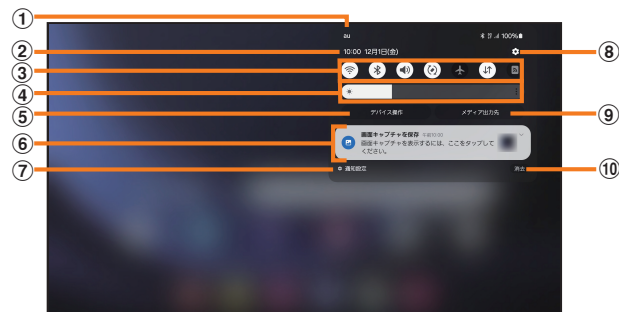 ①
au
100%
②
10:00 12月1日(金)
⑧
③
④
⑤
デバイス操作
メディア出力先
⑨
⑥
画面キャプチャを保存 午前10:00
画面キャプチャを表示するには、ここをタップして
ください。
⑦
通知設定
消去
⑩